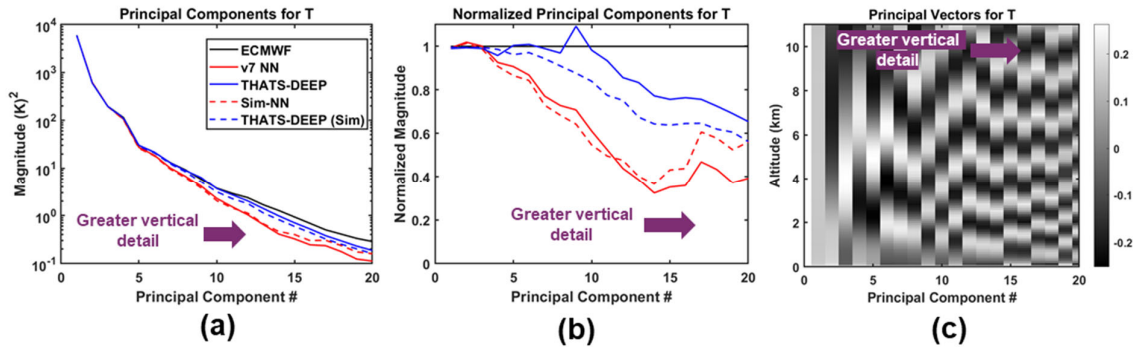 Principal Components for T
Magnitude (K)²
10⁴
10³
10²
10¹
10⁰
10⁻¹
ECMWF
v7 NN
THATS-DEEP
Sim-NN
THATS-DEEP (Sim)
Greater vertical
detail
0 5 10 15 20
Principal Component #
(a)
Normalized Principal Components for T
Normalized Magnitude
1
0.8
0.6
0.4
0.2
0
Greater vertical
detail
0 5 10 15 20
Principal Component #
(b)
Principal Vectors for T
Altitude (km)
10
8
6
4
2
0
Greater vertical
detail
0 5 10 15 20
Principal Component #
0.2
0.1
0
-0.1
-0.2
(c)